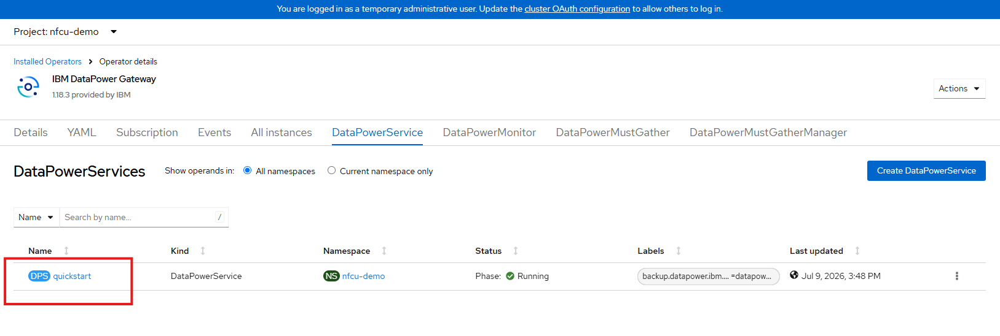 You are logged in as a temporary administrative user. Update the cluster OAuth configuration to allow others to log in.
Project: nfcu-demo
Installed Operators > Operator details
IBM DataPower Gateway
1.18.3 provided by IBM
Actions
Details YAML Subscription Events All instances DataPowerService DataPowerMonitor DataPowerMustGather DataPowerMustGatherManager
DataPowerServices Show operands in: All namespaces Current namespace only Create DataPowerService
Name Search by name... /
Name Kind Namespace Status Labels Last updated
DPS quickstart DataPowerService NS nfcu-demo Phase: Running backup.datapower.ibm.... =datapow... Jul 9, 2026, 3:48 PM